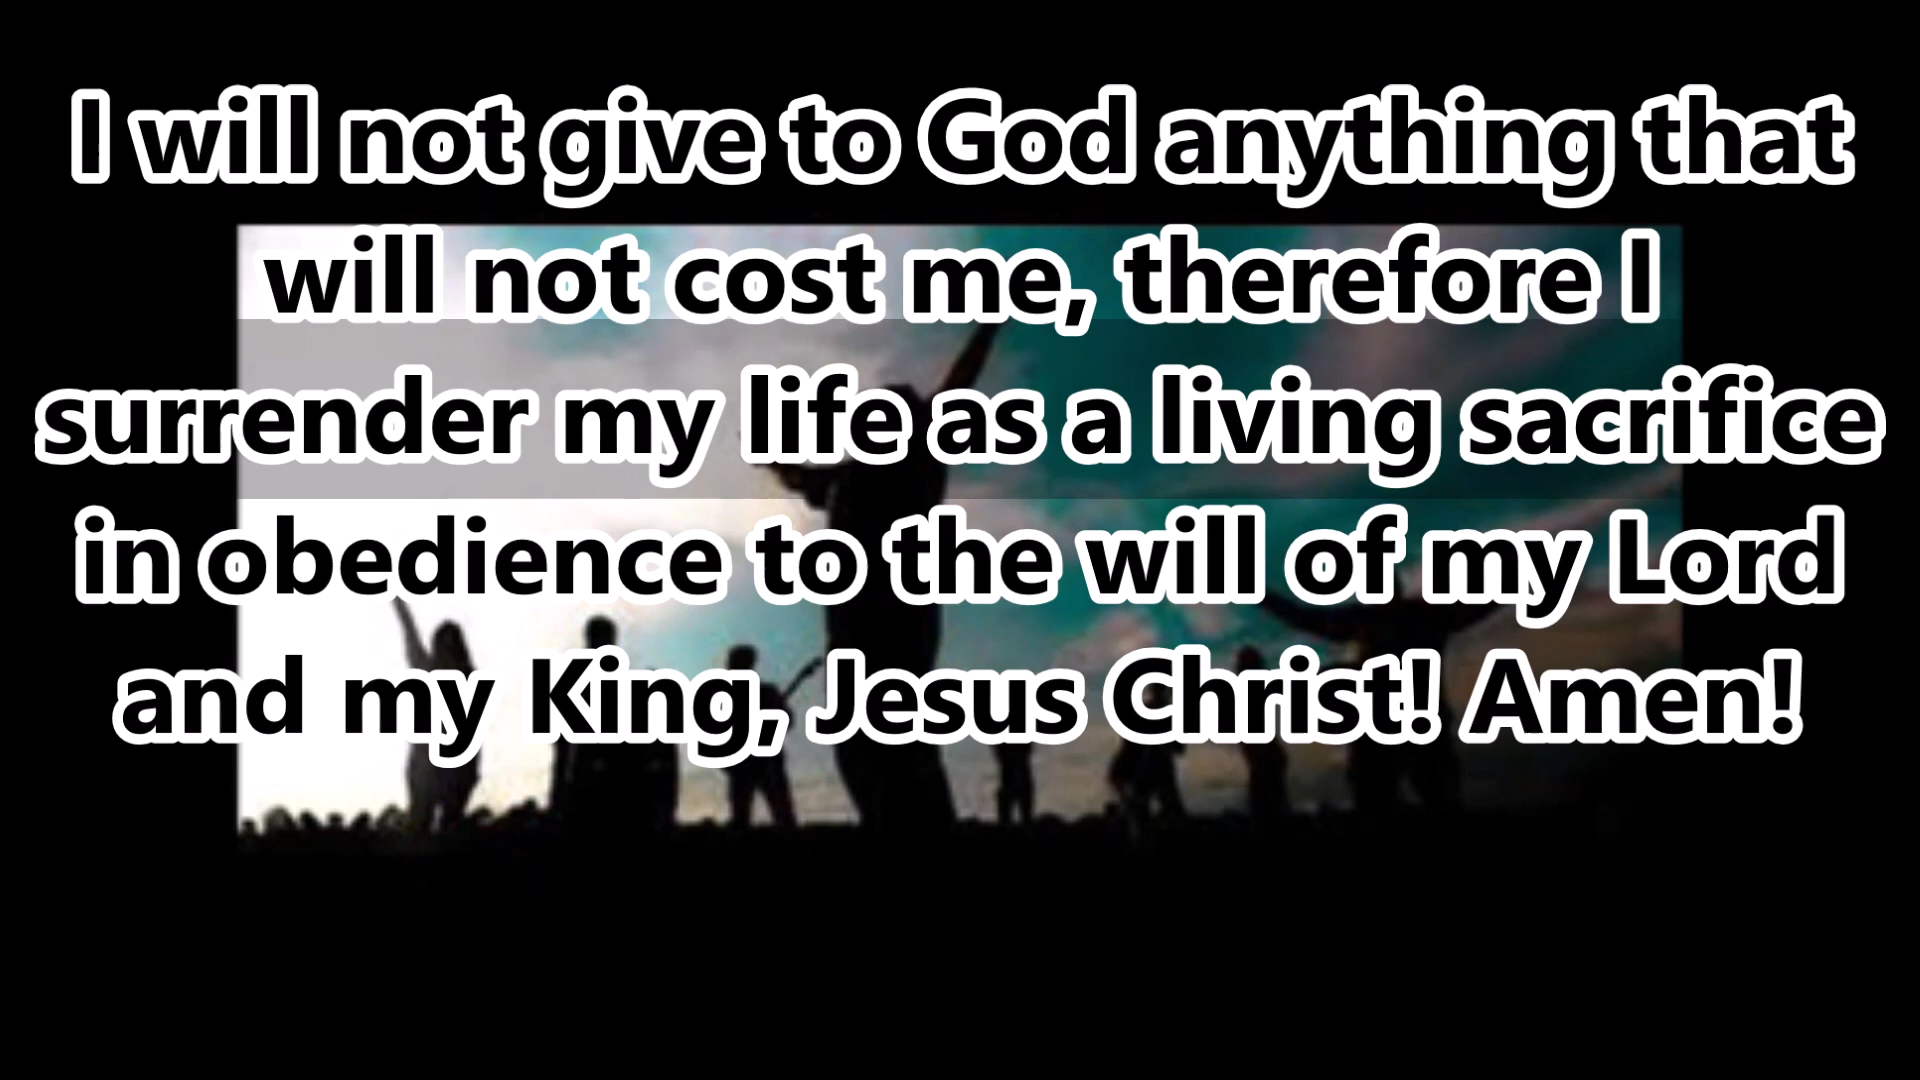 I will not give to God anything that
will not cost me, therefore I
surrender my life as a living sacrifice
in obedience to the will of my Lord
and my King, Jesus Christ! Amen!